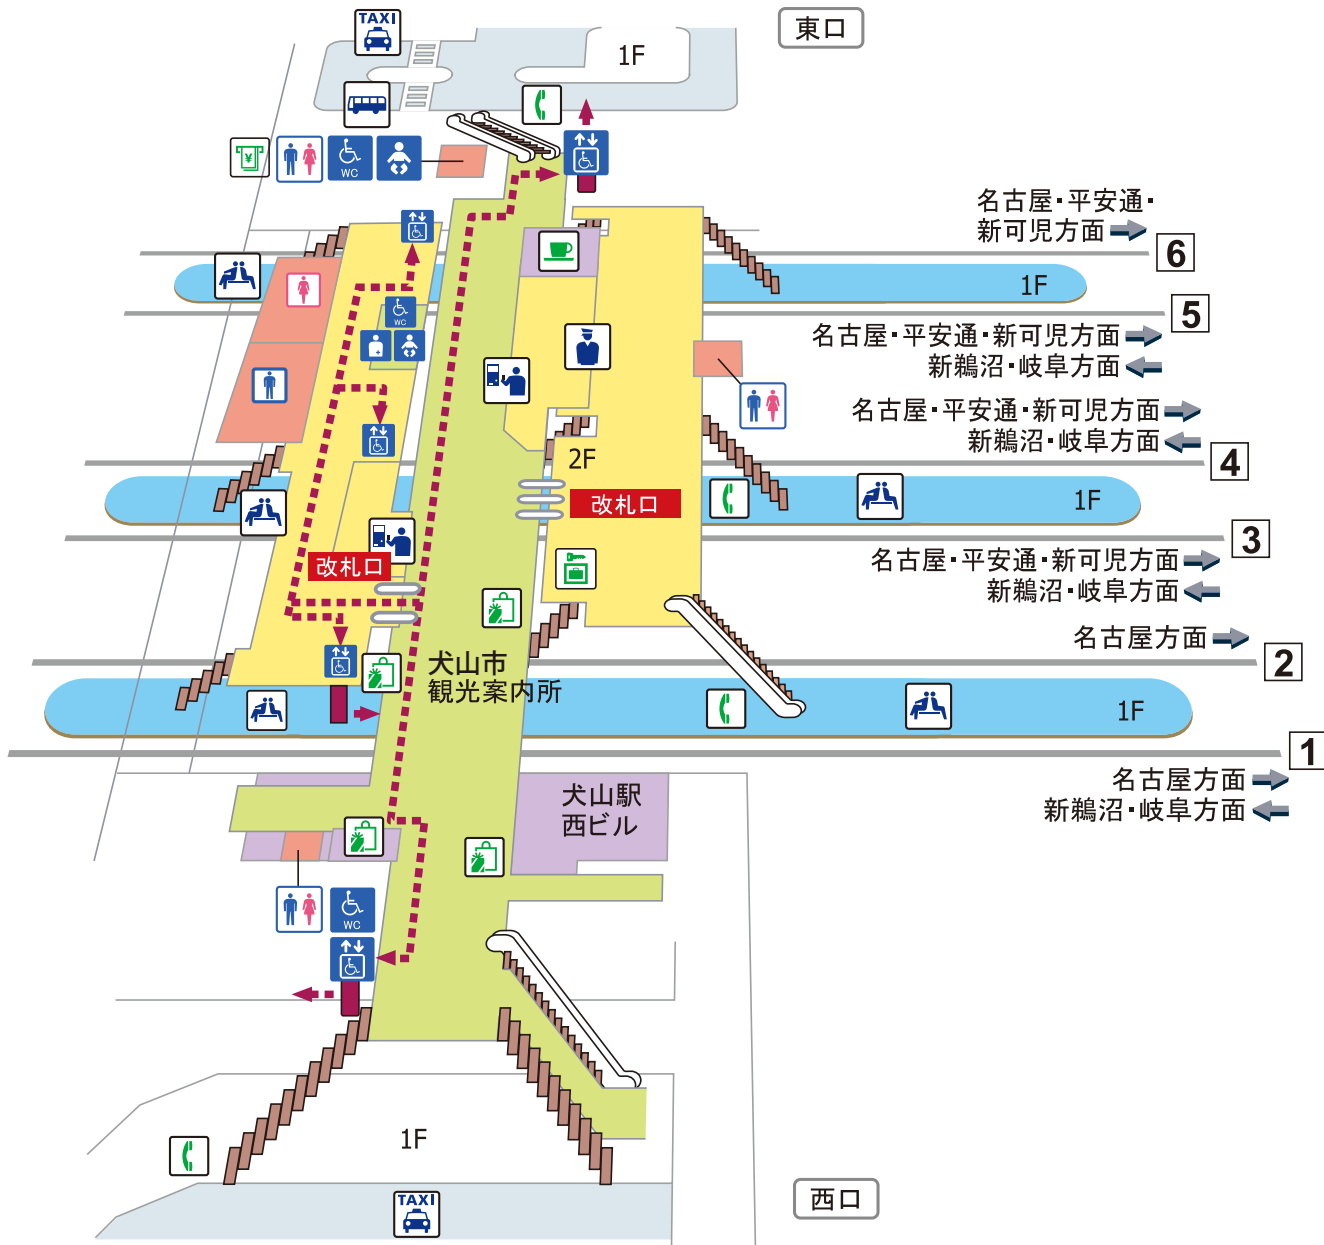 TAXI
東口
1F
¥
WC
名古屋・平安通・
新可児方面
6
1F
5
名古屋・平安通・新可児方面
新鵜沼・岐阜方面
WC
名古屋・平安通・新可児方面
新鵜沼・岐阜方面
4
2F
改札口
1F
3
名古屋・平安通・新可児方面
新鵜沼・岐阜方面
改札口
名古屋方面
2
犬山市
観光案内所
1F
1
名古屋方面
新鵜沼・岐阜方面
犬山駅
西ビル
WC
1F
西口
TAXI